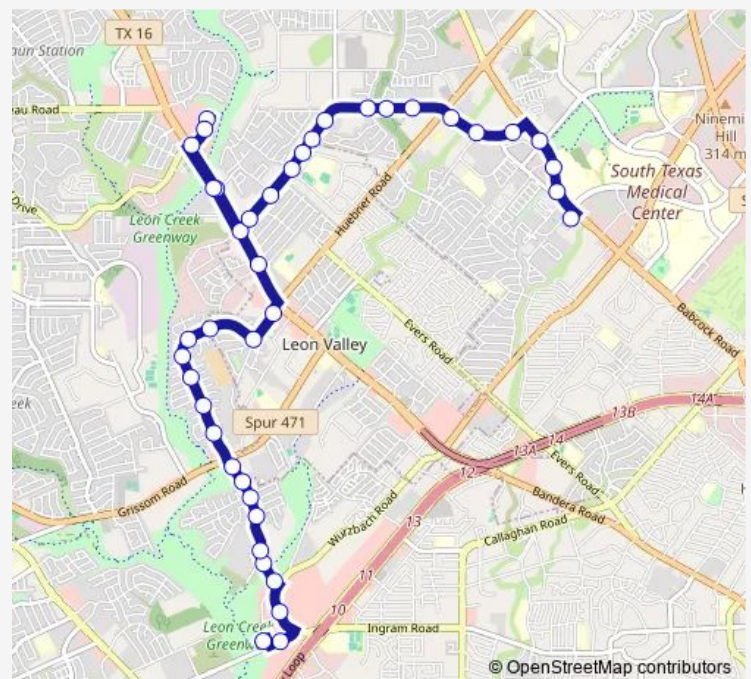 TX 16
aun Station
au Road
Ninemi
Hill
314 m
South Texas
Medical
Center
S
Drive
Leon Creek
Greenway
Huebner Road
Babcock Road
Leon Valley
Evers Road
eek
Spur 471
14A
13B
14
13A
12
Evers Road
Grissom Road
Bandera Road
Wurzbach Road
13
Callaghan Road
11
10
Leon Creek
Greenw
Ingram Road
Loop
© OpenStreetMap contributors